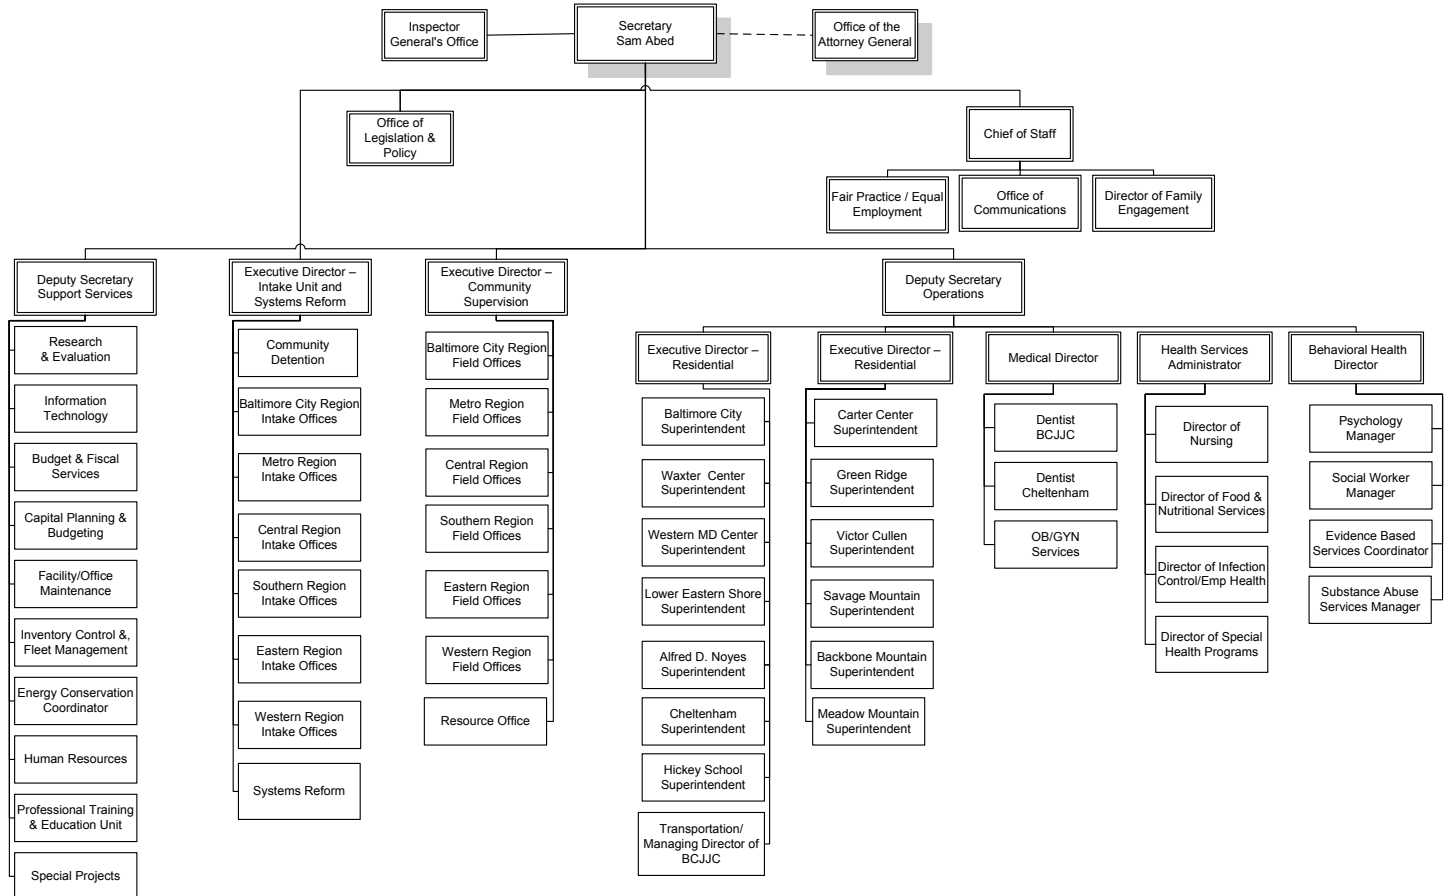 Inspector
General's Office
Secretary
Sam Abed
Office of the
Attorney General
Office of
Legislation &
Policy
Chief of Staff
Fair Practice / Equal
Employment
Office of
Communications
Director of Family
Engagement
Deputy Secretary
Support Services
Executive Director –
Intake Unit and
Systems Reform
Executive Director –
Community
Supervision
Deputy Secretary
Operations
Research
& Evaluation
Information
Technology
Budget & Fiscal
Services
Capital Planning &
Budgeting
Facility/Office
Maintenance
Inventory Control &,
Fleet Management
Energy Conservation
Coordinator
Human Resources
Professional Training
& Education Unit
Special Projects
Community
Detention
Baltimore City Region
Intake Offices
Metro Region
Intake Offices
Central Region
Intake Offices
Southern Region
Intake Offices
Eastern Region
Intake Offices
Western Region
Intake Offices
Systems Reform
Baltimore City Region
Field Offices
Metro Region
Field Offices
Central Region
Field Offices
Southern Region
Field Offices
Eastern Region
Field Offices
Western Region
Field Offices
Resource Office
Executive Director –
Residential
Baltimore City
Superintendent
Waxter  Center
Superintendent
Western MD Center
Superintendent
Lower Eastern Shore
Superintendent
Alfred D. Noyes
Superintendent
Cheltenham
Superintendent
Hickey School
Superintendent
Transportation/
Managing Director of
BCJJC
Executive Director –
Residential
Carter Center
Superintendent
Green Ridge
Superintendent
Victor Cullen
Superintendent
Savage Mountain
Superintendent
Backbone Mountain
Superintendent
Meadow Mountain
Superintendent
Medical Director
Dentist
BCJJC
Dentist
Cheltenham
OB/GYN
Services
Health Services
Administrator
Director of
Nursing
Director of Food &
Nutritional Services
Director of Infection
Control/Emp Health
Director of Special
Health Programs
Behavioral Health
Director
Psychology
Manager
Social Worker
Manager
Evidence Based
Services Coordinator
Substance Abuse
Services Manager